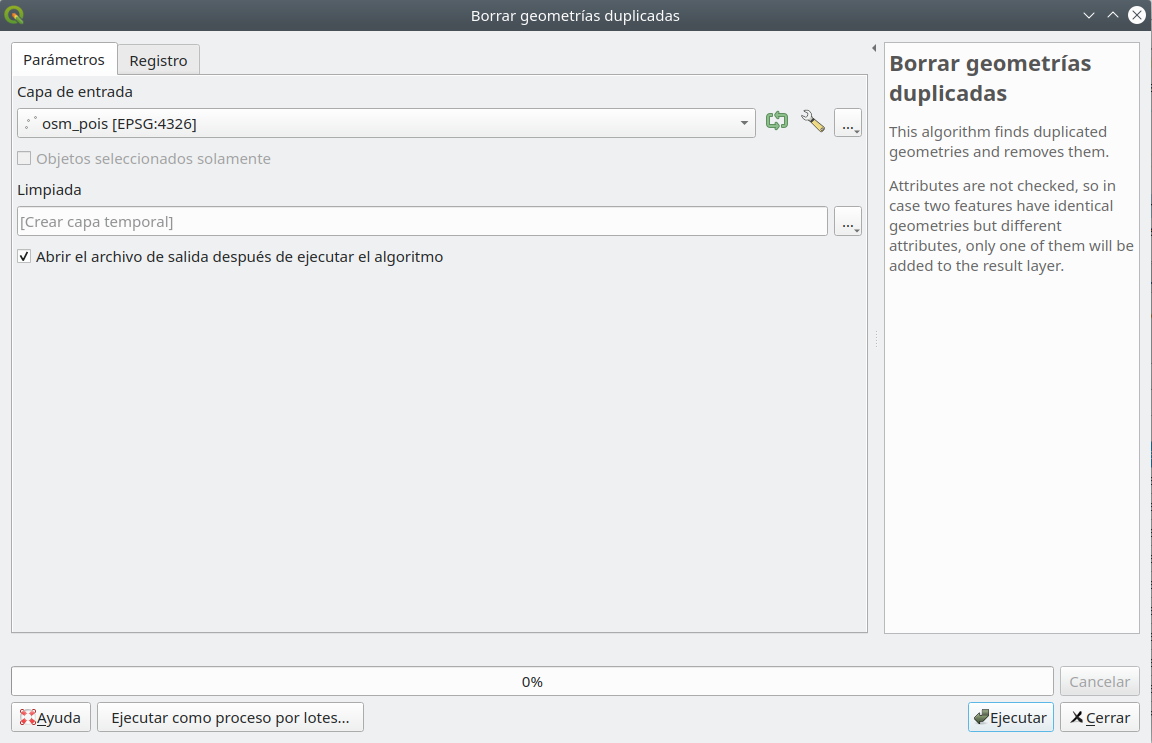 Borrar geometrías duplicadas
Parámetros
Registro
Capa de entrada
osm_pois [EPSG:4326]
...
Objetos seleccionados solamente
Limpiada
[Crear capa temporal]
...
Abrir el archivo de salida después de ejecutar el algoritmo
Borrar geometrías
duplicadas
This algorithm finds duplicated
geometries and removes them.
Attributes are not checked, so in
case two features have identical
geometries but different
attributes, only one of them will be
added to the result layer.
0%
Cancelar
Ayuda
Ejecutar como proceso por lotes...
Ejecutar
Cerrar